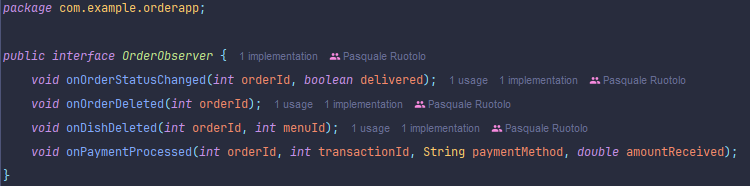 package com.example.orderapp;
public interface OrderObserver { 1 implementation Pasquale Ruotolo
void onOrderStatusChanged(int orderId, boolean delivered); 1 usage 1 implementation Pasquale Ruotolo
void onOrderDeleted(int orderId); 1 usage 1 implementation Pasquale Ruotolo
void onDishDeleted(int orderId, int menuId); 1 usage 1 implementation Pasquale Ruotolo
void onPaymentProcessed(int orderId, int transactionId, String paymentMethod, double amountReceived);
}